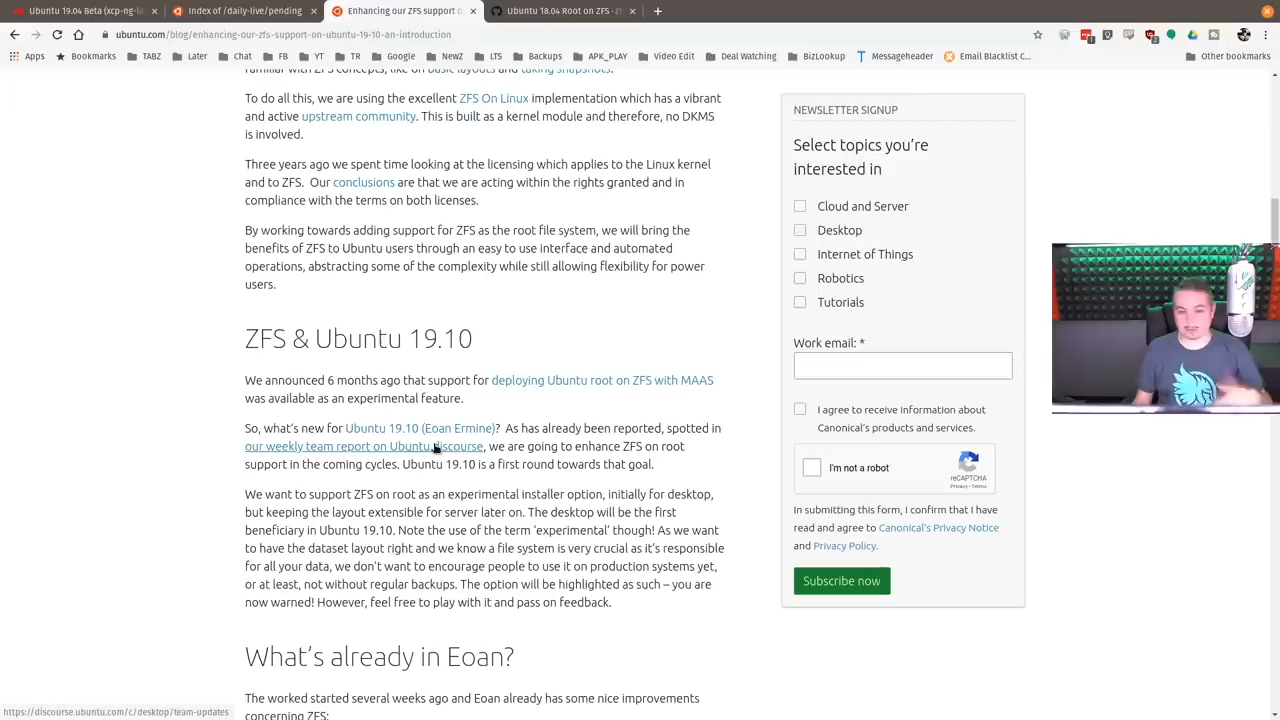 Ubuntu 19.04 Beta (xcp-ng-la
Index of /daily-live/pending
Enhancing our ZFS support o
Ubuntu 18.04 Root on ZFS · z
ubuntu.com/blog/enhancing-our-zfs-support-on-ubuntu-19-10-an-introduction
Apps
Bookmarks
TABZ
Later
Chat
FB
YT
TR
Google
NewZ
LTS
Backups
APK_PLAY
Video Edit
Deal Watching
BizLookup
Messageheader
Email Blacklist C...
Other bookmarks
familiar with ZFS concepts, like on basic layouts and taking snapshots.
To do all this, we are using the excellent ZFS On Linux implementation which has a vibrant
and active upstream community. This is built as a kernel module and therefore, no DKMS
is involved.
Three years ago we spent time looking at the licensing which applies to the Linux kernel
and to ZFS. Our conclusions are that we are acting within the rights granted and in
compliance with the terms on both licenses.
By working towards adding support for ZFS as the root file system, we will bring the
benefits of ZFS to Ubuntu users through an easy to use interface and automated
operations, abstracting some of the complexity while still allowing flexibility for power
users.
ZFS & Ubuntu 19.10
We announced 6 months ago that support for deploying Ubuntu root on ZFS with MAAS
was available as an experimental feature.
So, what's new for Ubuntu 19.10 (Eoan Ermine)? As has already been reported, spotted in
our weekly team report on Ubuntu discourse, we are going to enhance ZFS on root
support in the coming cycles. Ubuntu 19.10 is a first round towards that goal.
We want to support ZFS on root as an experimental installer option, initially for desktop,
but keeping the layout extensible for server later on. The desktop will be the first
beneficiary in Ubuntu 19.10. Note the use of the term ‘experimental’ though! As we want
to have the dataset layout right and we know a file system is very crucial as it's responsible
for all your data, we don't want to encourage people to use it on production systems yet,
or at least, not without regular backups. The option will be highlighted as such – you are
now warned! However, feel free to play with it and pass on feedback.
What's already in Eoan?
The worked started several weeks ago and Eoan already has some nice improvements
concerning ZFS:
NEWSLETTER SIGNUP
Select topics you're
interested in
Cloud and Server
Desktop
Internet of Things
Robotics
Tutorials
Work email: *
I agree to receive information about
Canonical's products and services.
I'm not a robot
reCAPTCHA
Privacy - Terms
In submitting this form, I confirm that I have
read and agree to Canonical's Privacy Notice
and Privacy Policy.
Subscribe now
https://discourse.ubuntu.com/c/desktop/team-updates